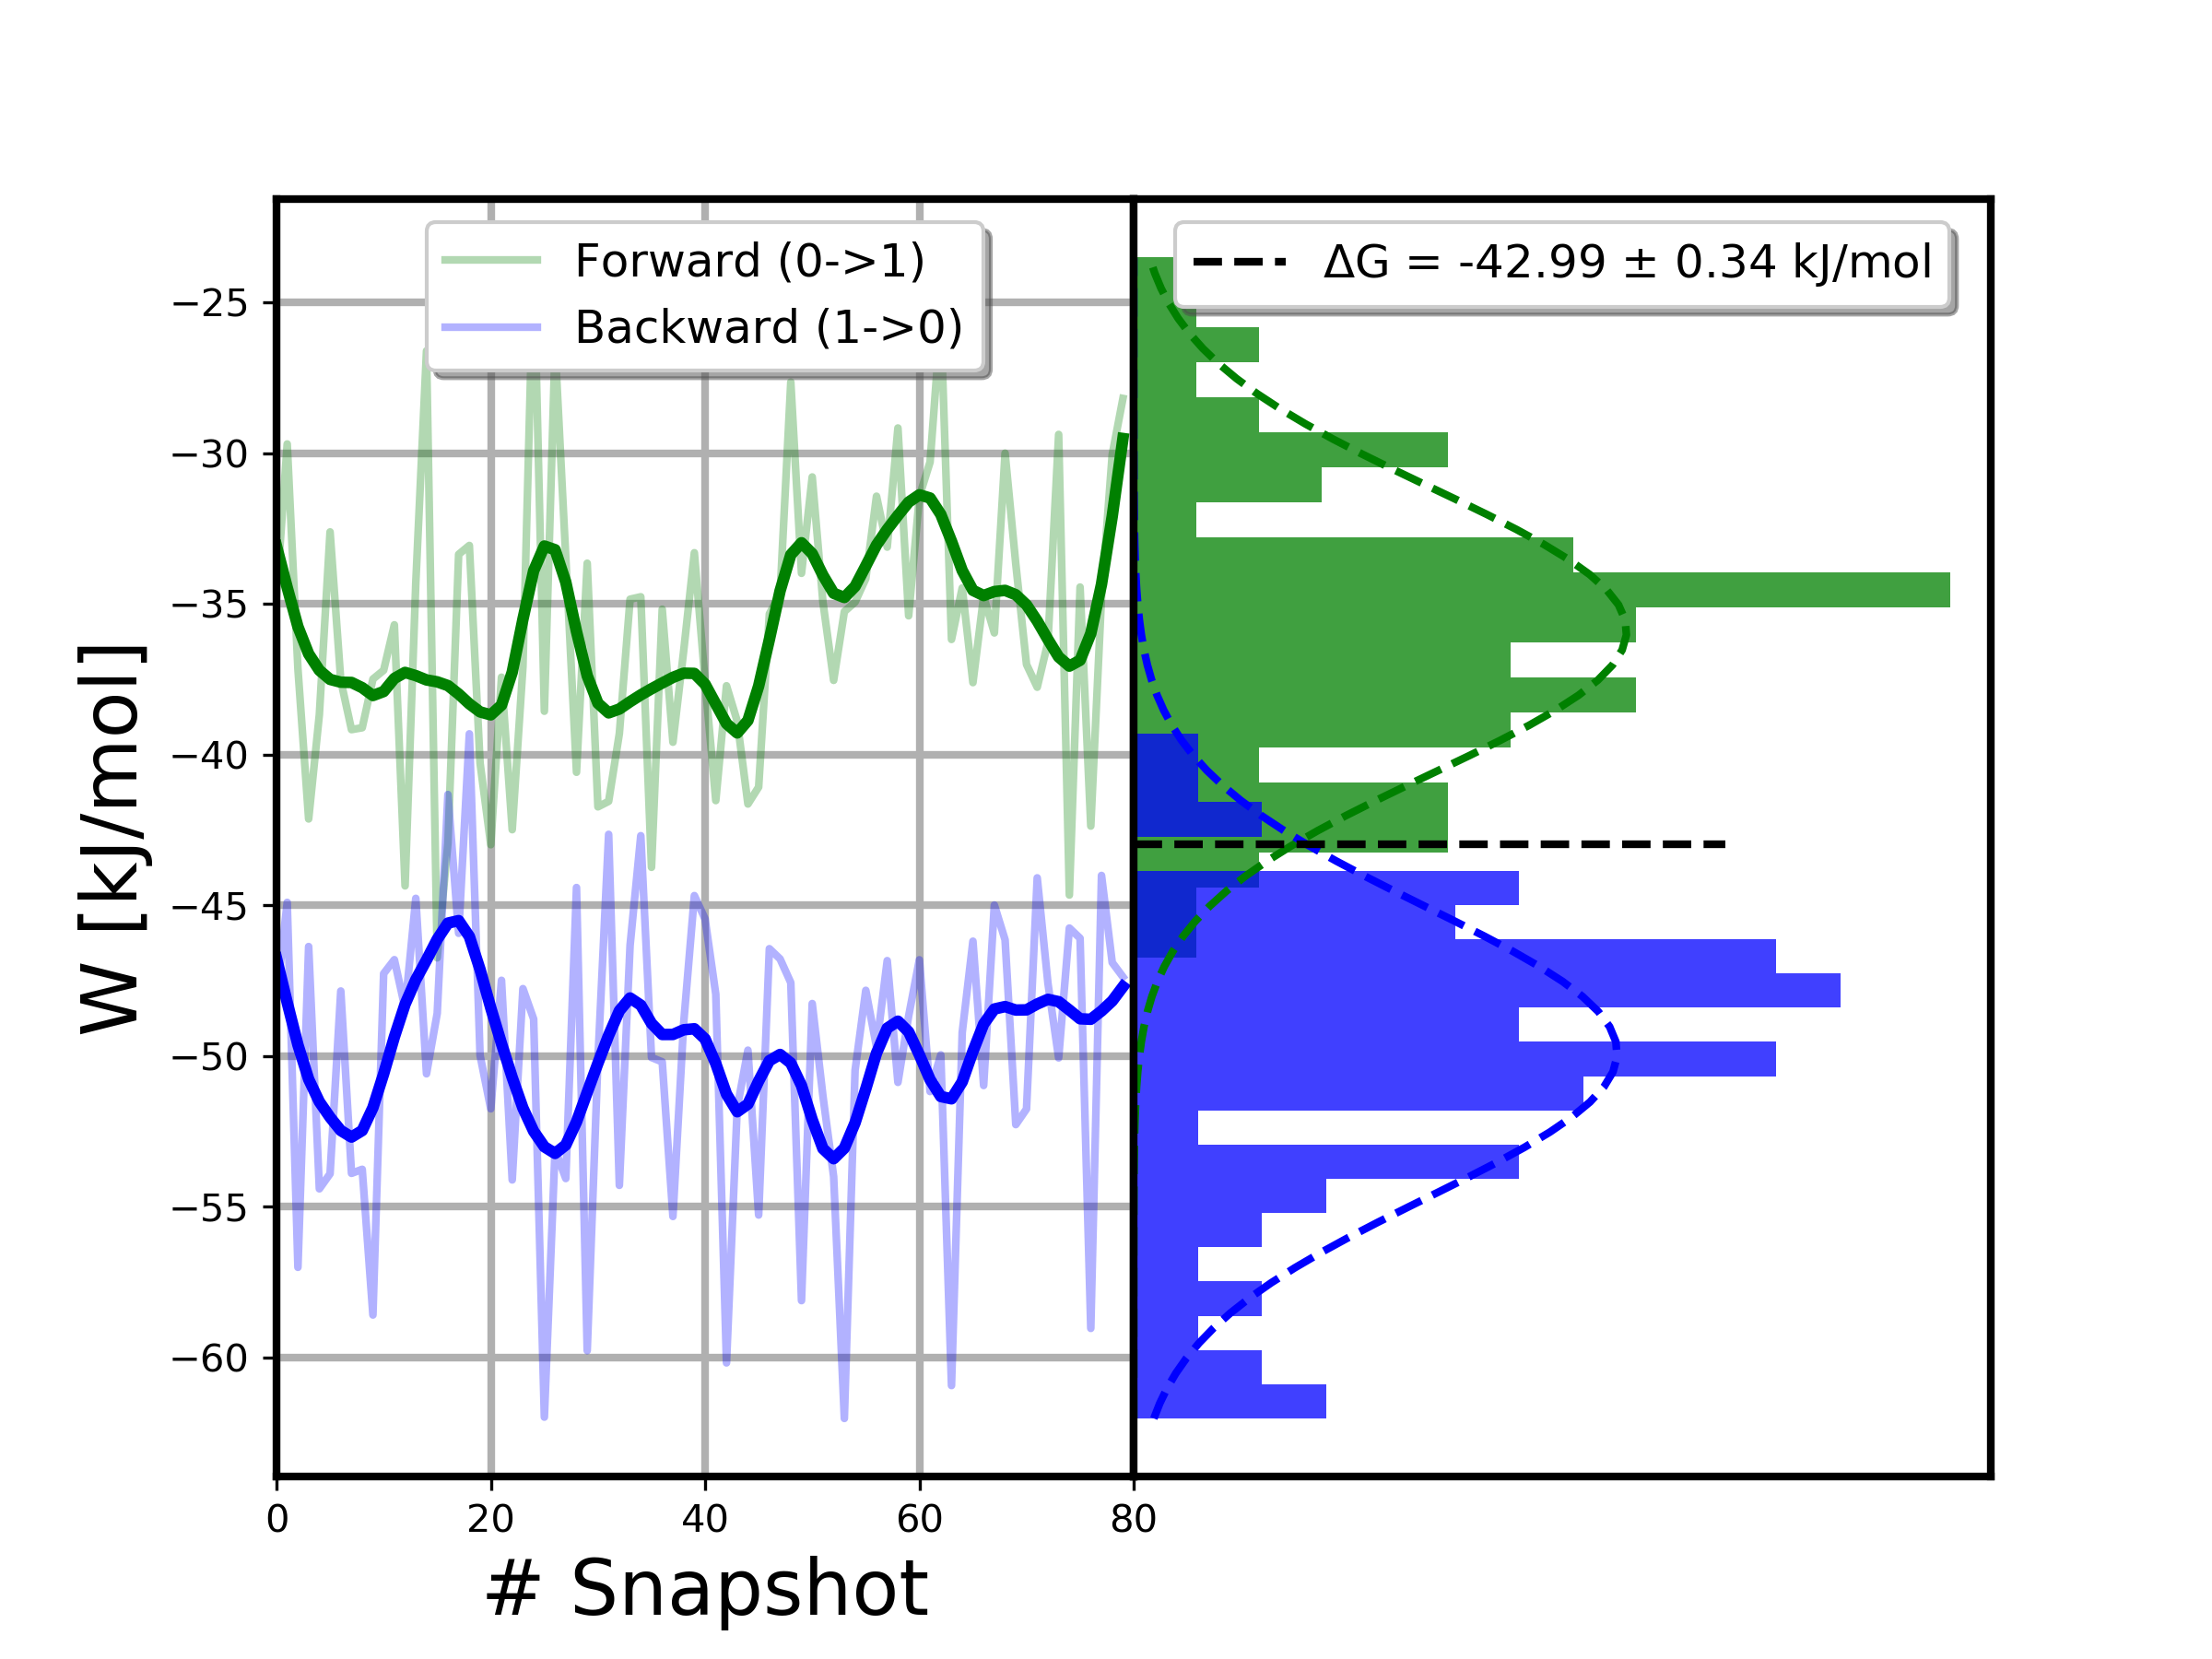 Forward (0->1)
Backward (1->0)
ΔG = -42.99 ± 0.34 kJ/mol
−25
−30
−35
−40
−45
−50
−55
−60
W [kJ/mol]
0 20 40 60 80
# Snapshot